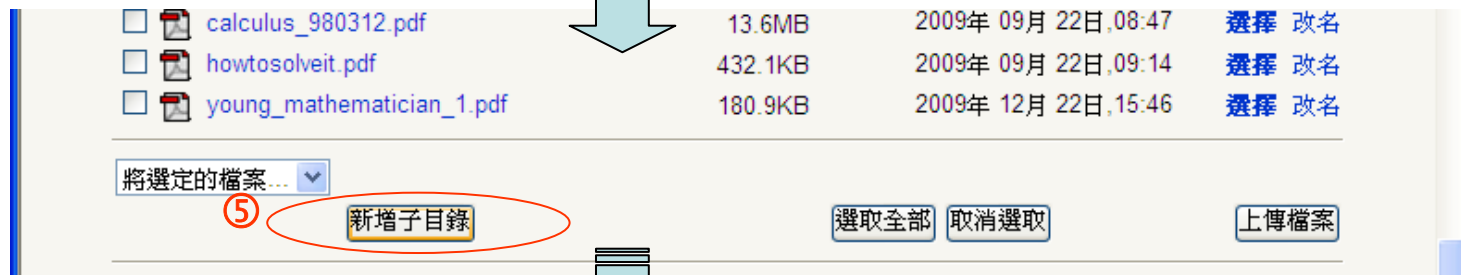 calculus_980312.pdf 13.6MB 2009年 09月 22日,08:47 選擇 改名
howtosolveit.pdf 432.1KB 2009年 09月 22日,09:14 選擇 改名
young_mathematician_1.pdf 180.9KB 2009年 12月 22日,15:46 選擇 改名
將選定的檔案...
⑤ 新增子目錄 選取全部 取消選取 上傳檔案